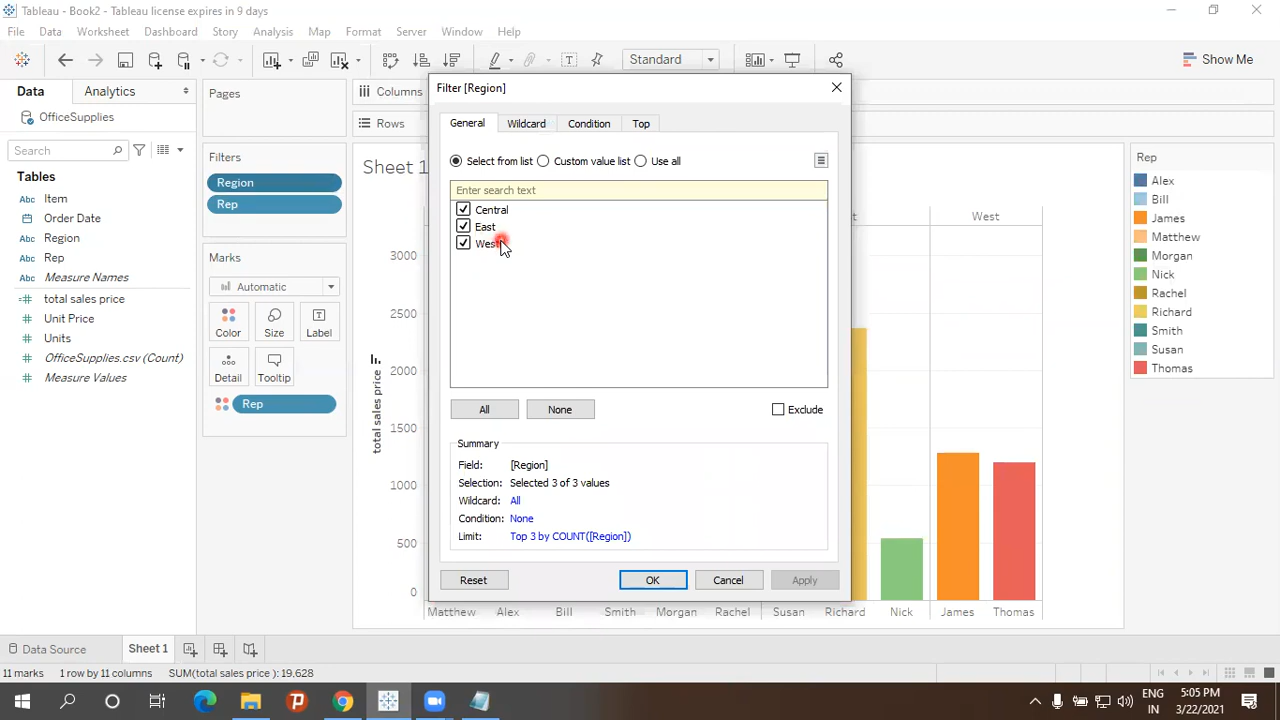 Tableau - Book2 - Tableau license expires in 9 days
File Data Worksheet Dashboard Story Analysis Map Format Server Window Help
Standard
Show Me
Data Analytics
OfficeSupplies
Search
Tables
Abc Item
Order Date
Abc Region
Abc Rep
Abc Measure Names
# total sales price
# Unit Price
# Units
# OfficeSupplies.csv (Count)
# Measure Values
Pages
Filters
Region
Rep
Marks
Automatic
Color Size Label
Detail Tooltip
Rep
Columns
Rows
Sheet 1
West
total sales price
3000
2500
2000
1500
1000
500
0
Matthew Alex Bill Smith Morgan Rachel Susan Richard Nick James Thomas
Filter [Region]
General Wildcard Condition Top
Select from list Custom value list Use all
Enter search text
Central
East
All None Exclude
Summary
Field: [Region]
Selection: Selected 3 of 3 values
Wildcard: All
Condition: None
Limit: Top 3 by COUNT([Region])
Reset OK Cancel Apply
Rep
Alex
Bill
James
Matthew
Morgan
Nick
Rachel
Richard
Smith
Susan
Thomas
Data Source Sheet 1
11 marks 1 row by 11 columns SUM(total sales price ): 19,628
ENG
IN
5:05 PM
3/22/2021